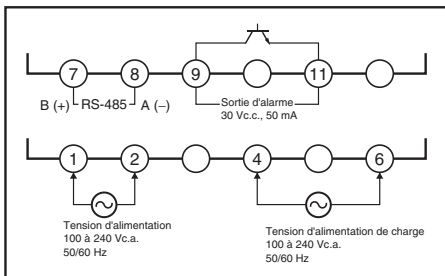 7 8 9 11
B (+) RS-485 A (−)
Sortie d'alarme
30 Vc.c., 50 mA
1 2 4 6
Tension d'alimentation
100 à 240 Vc.a.
50/60 Hz
Tension d'alimentation de charge
100 à 240 Vc.a.
50/60 Hz